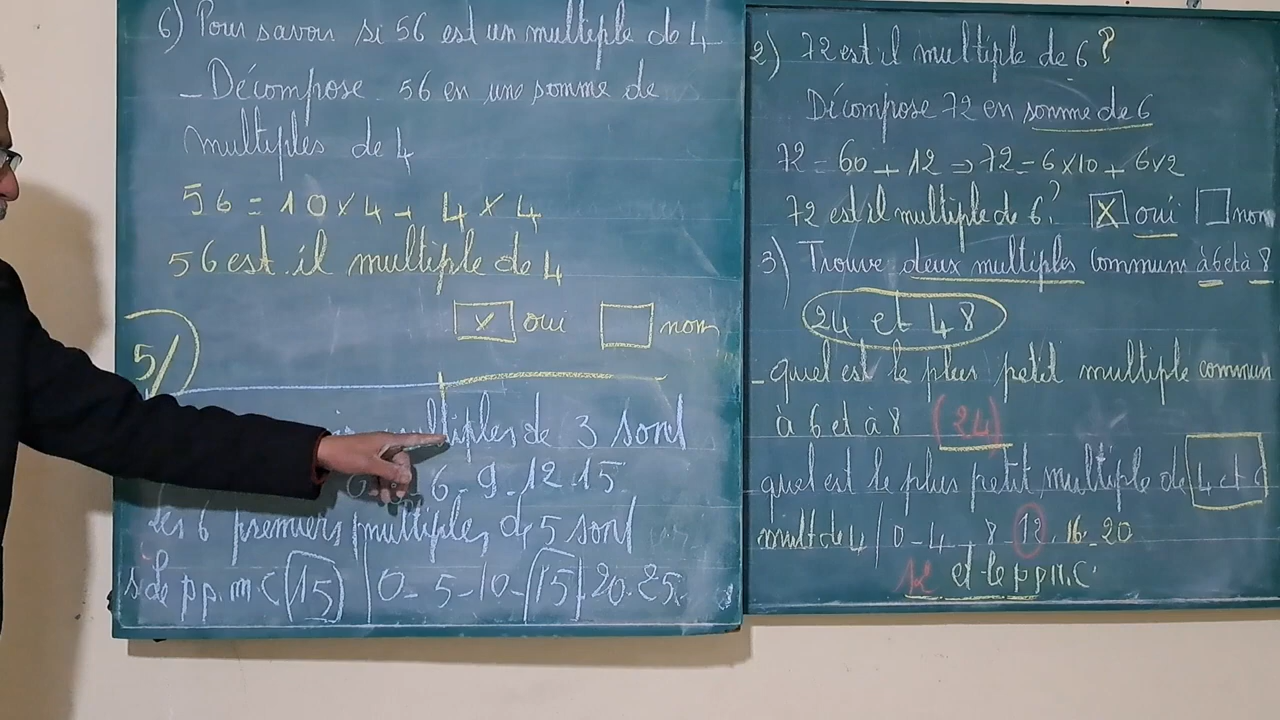 6) Pour savoir si 56 est un multiple de 4
_ Décompose 56 en une somme de
multiples de 4
56 = 10 x 4 + 4 x 4
56 est il multiple de 4
x oui non
5/
multiples de 3 sont
0 6 - 9 - 12 - 15
Les 6 premiers multiples de 5 sont
p p. m. C (15) | 0 - 5 - 10 - 15 - 20 - 25
2) 72 est il multiple de 6 ?
Décompose 72 en somme de 6
72 = 60 + 12 => 72 = 6 x 10 + 6 x 2
72 est il multiple de 6 ? X oui non
3) Trouve deux multiples communs à 6 et à 8
24 et 48
- quel est le plus petit multiple commun
à 6 et à 8 (24)
- quel est le plus petit multiple de 4 et 6
mult de 4 / 0 - 4 - 8 - 12 - 16 - 20
12 et le p p M. C